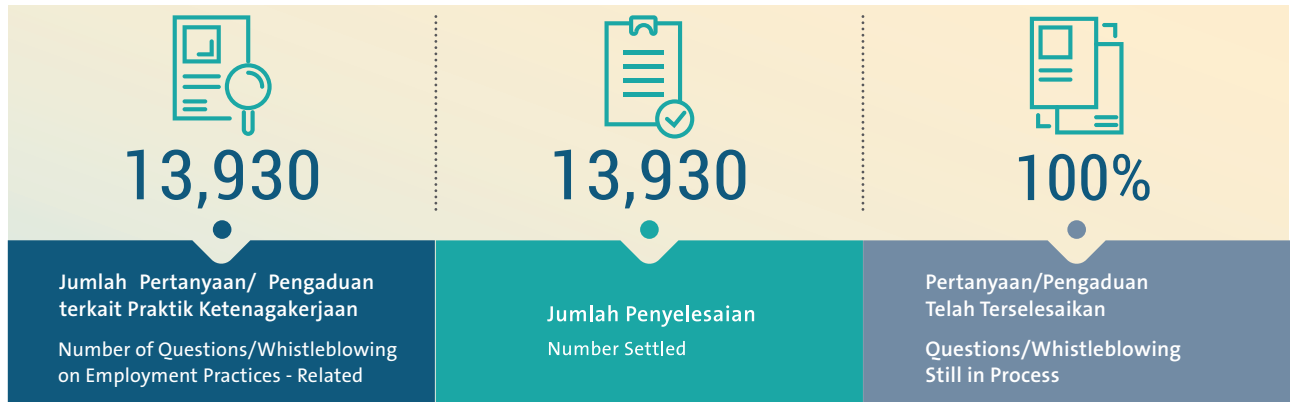 13,930
Jumlah Pertanyaan/ Pengaduan
terkait Praktik Ketenagakerjaan
Number of Questions/Whistleblowing
on Employment Practices - Related
13,930
Jumlah Penyelesaian
Number Settled
100%
Pertanyaan/Pengaduan
Telah Terselesaikan
Questions/Whistleblowing
Still in Process